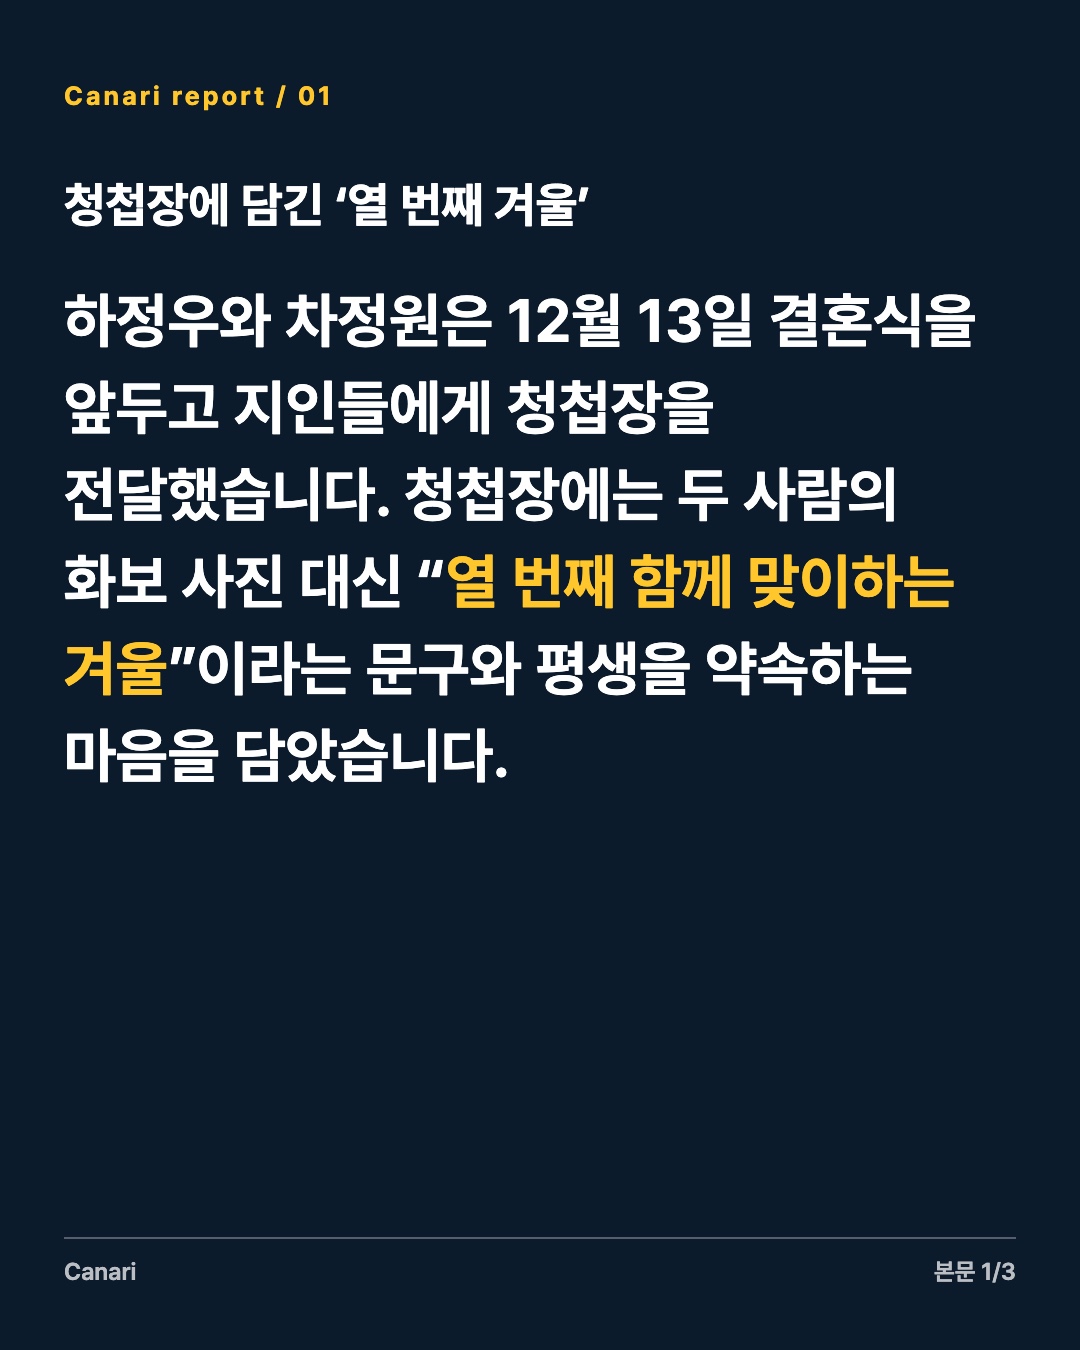 Canari report / 01
청첩장에 담긴 ‘열 번째 겨울’
하정우와 차정원은 12월 13일 결혼식을
앞두고 지인들에게 청첩장을
전달했습니다. 청첩장에는 두 사람의
화보 사진 대신 “열 번째 함께 맞이하는
겨울”이라는 문구와 평생을 약속하는
마음을 담았습니다.
Canari
본문 1/3